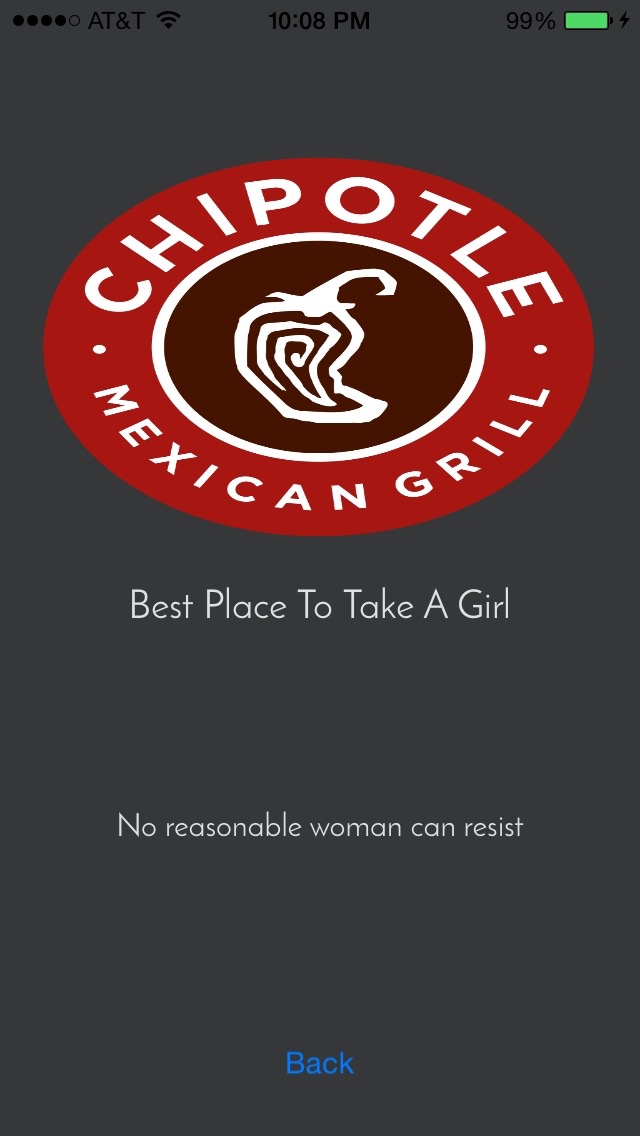 AT&T 10:08 PM 99%
CHIPOTLE
MEXICAN GRILL
Best Place To Take A Girl
No reasonable woman can resist
Back